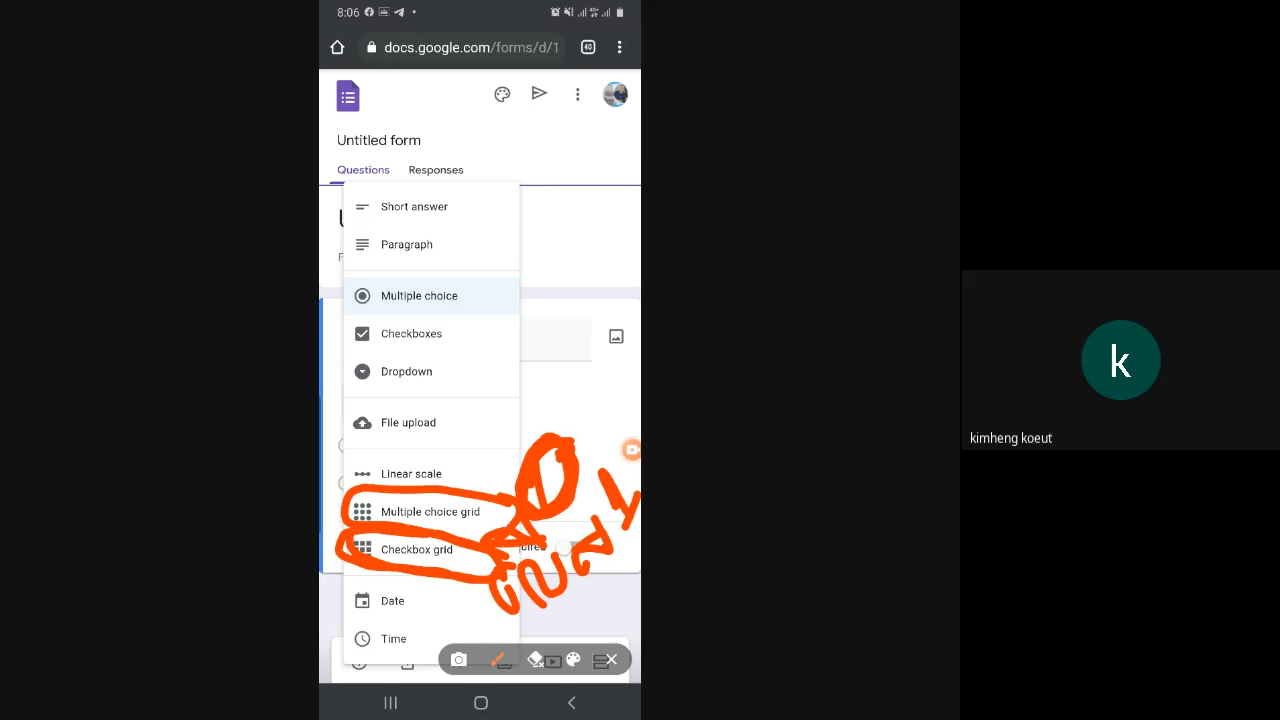 8:06
40
docs.google.com/forms/d/1
Untitled form
Questions Responses
Short answer
Paragraph
Multiple choice
Checkboxes
Dropdown
File upload
Linear scale
Multiple choice grid
Checkbox grid
Date
Time
k
kimheng koeut